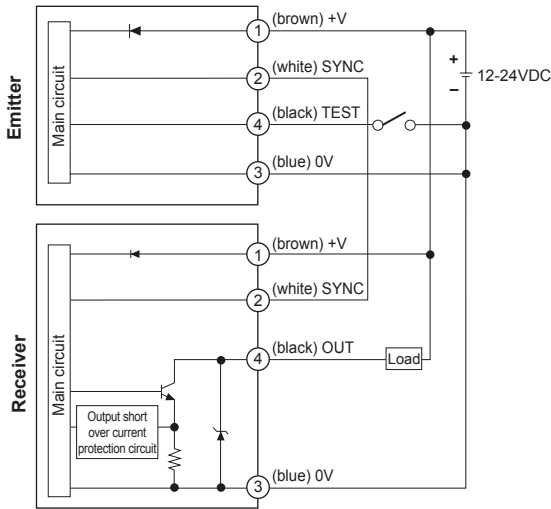 Emitter
Main circuit
1 (brown) +V
2 (white) SYNC
4 (black) TEST
3 (blue) 0V
+
12-24VDC
−
Receiver
Main circuit
1 (brown) +V
2 (white) SYNC
4 (black) OUT
Load
Output short
over current
protection circuit
3 (blue) 0V